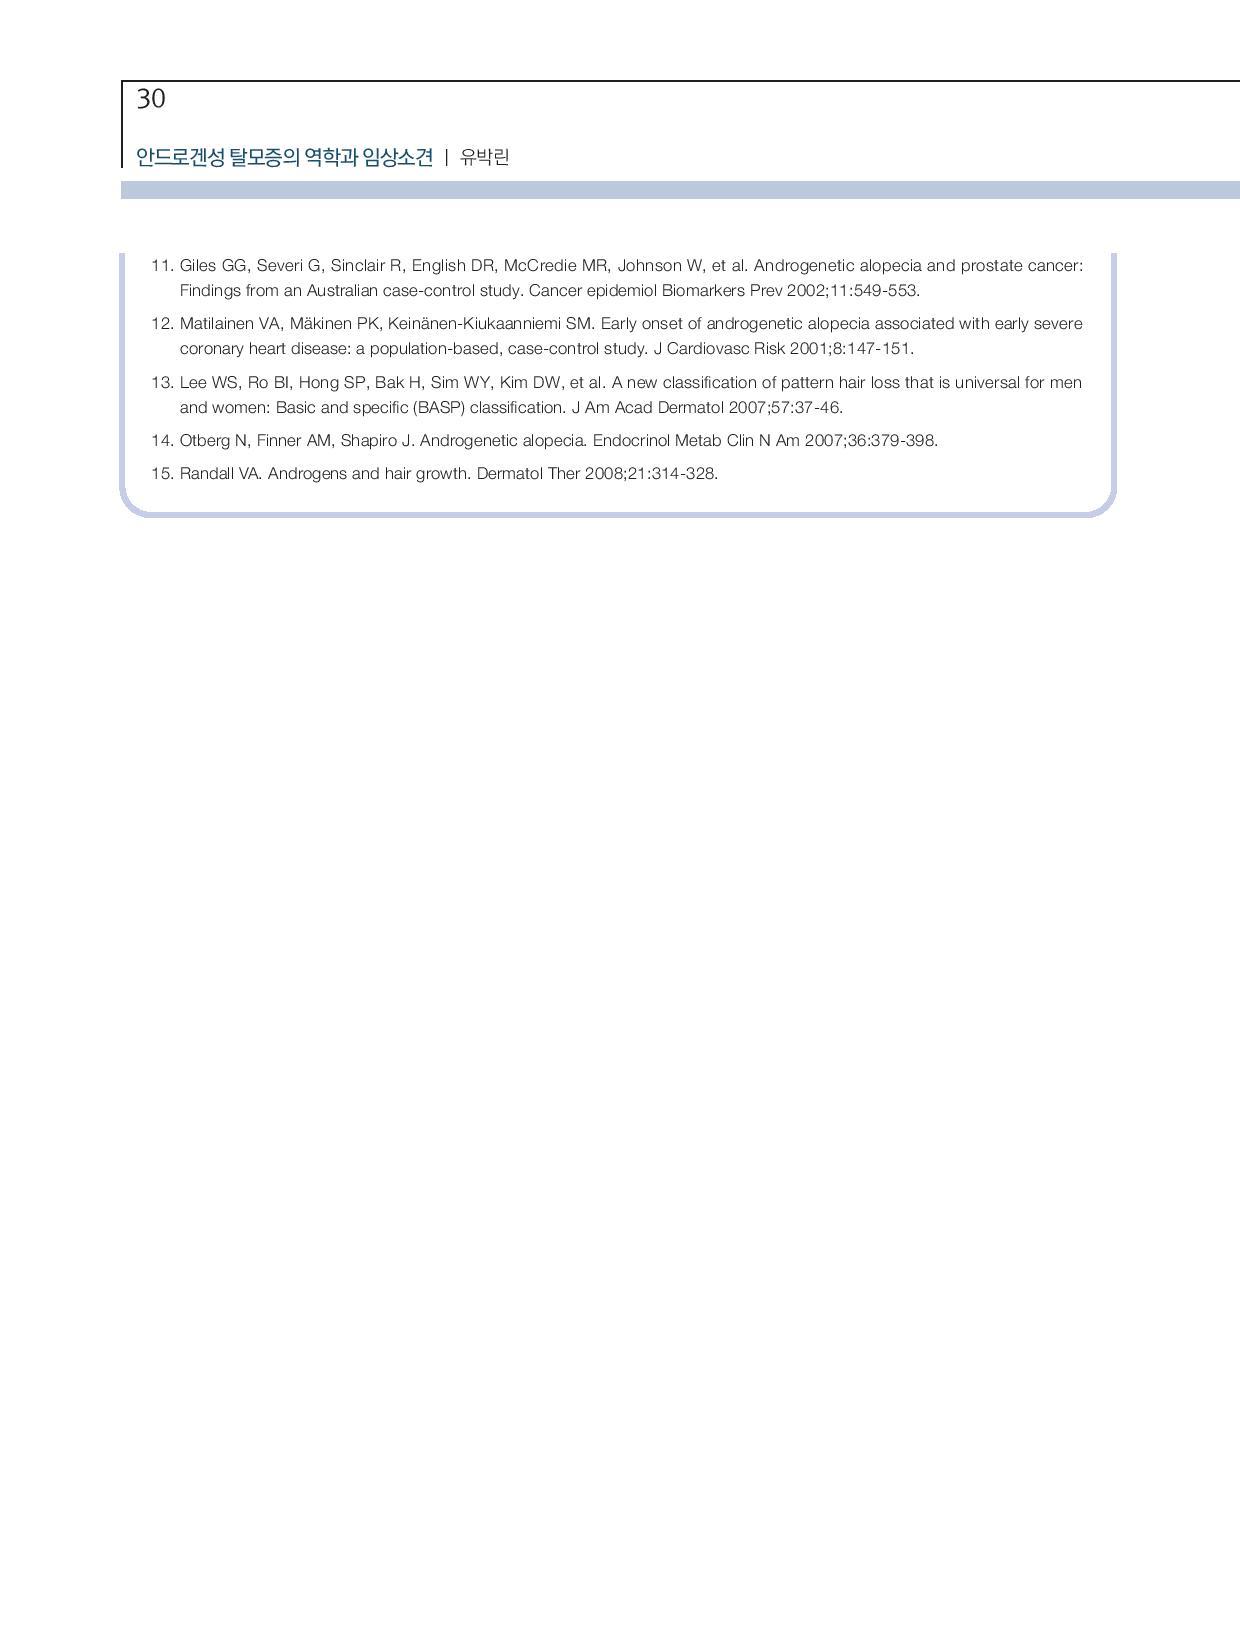 30
안드로겐성 탈모증의 역학과 임상소견 | 유박린
11. Giles GG, Severi G, Sinclair R, English DR, McCredie MR, Johnson W, et al. Androgenetic alopecia and prostate cancer:
Findings from an Australian case-control study. Cancer epidemiol Biomarkers Prev 2002;11:549-553.
12. Matilainen VA, Mäkinen PK, Keinänen-Kiukaanniemi SM. Early onset of androgenetic alopecia associated with early severe
coronary heart disease: a population-based, case-control study. J Cardiovasc Risk 2001;8:147-151.
13. Lee WS, Ro BI, Hong SP, Bak H, Sim WY, Kim DW, et al. A new classification of pattern hair loss that is universal for men
and women: Basic and specific (BASP) classification. J Am Acad Dermatol 2007;57:37-46.
14. Otberg N, Finner AM, Shapiro J. Androgenetic alopecia. Endocrinol Metab Clin N Am 2007;36:379-398.
15. Randall VA. Androgens and hair growth. Dermatol Ther 2008;21:314-328.